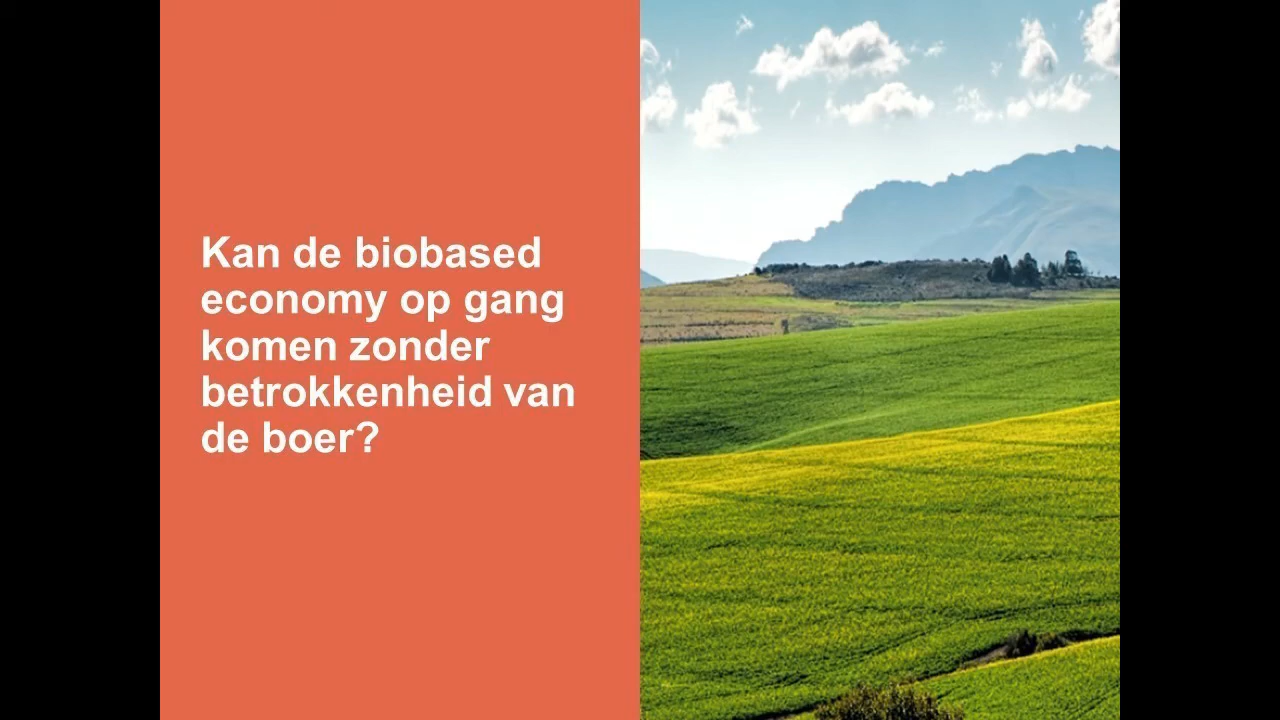 Kan de biobased
economy op gang
komen zonder
betrokkenheid van
de boer?